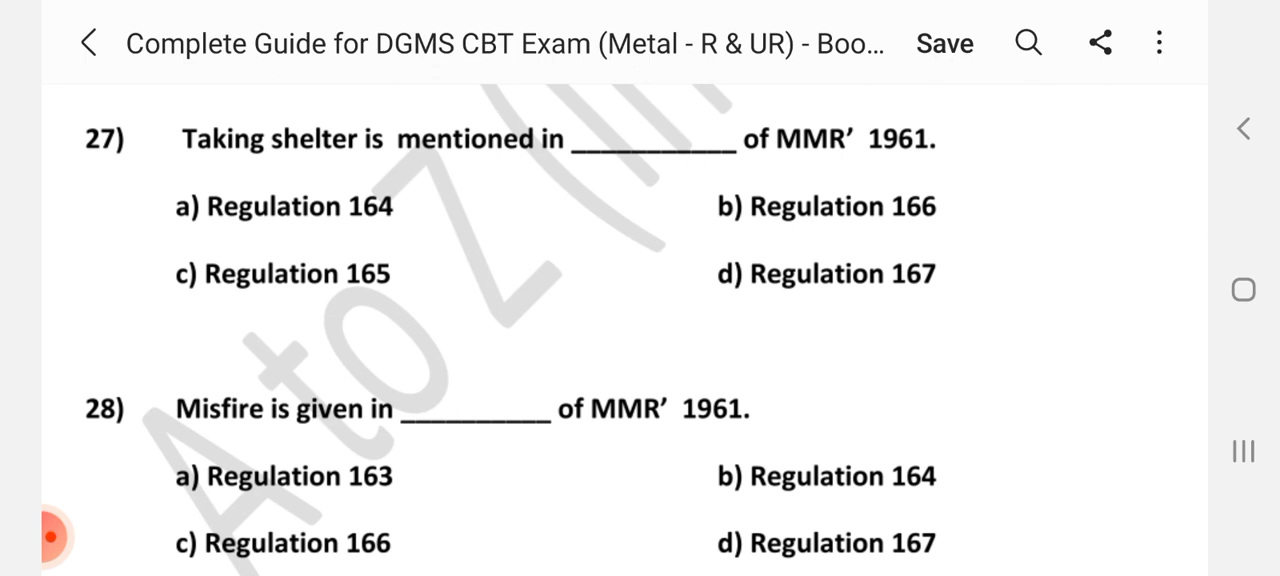 Complete Guide for DGMS CBT Exam (Metal - R & UR) - Boo... Save
27) Taking shelter is mentioned in ___________ of MMR’ 1961.
a) Regulation 164 b) Regulation 166
c) Regulation 165 d) Regulation 167
A to Z (
28) Misfire is given in __________ of MMR’ 1961.
a) Regulation 163 b) Regulation 164
c) Regulation 166 d) Regulation 167